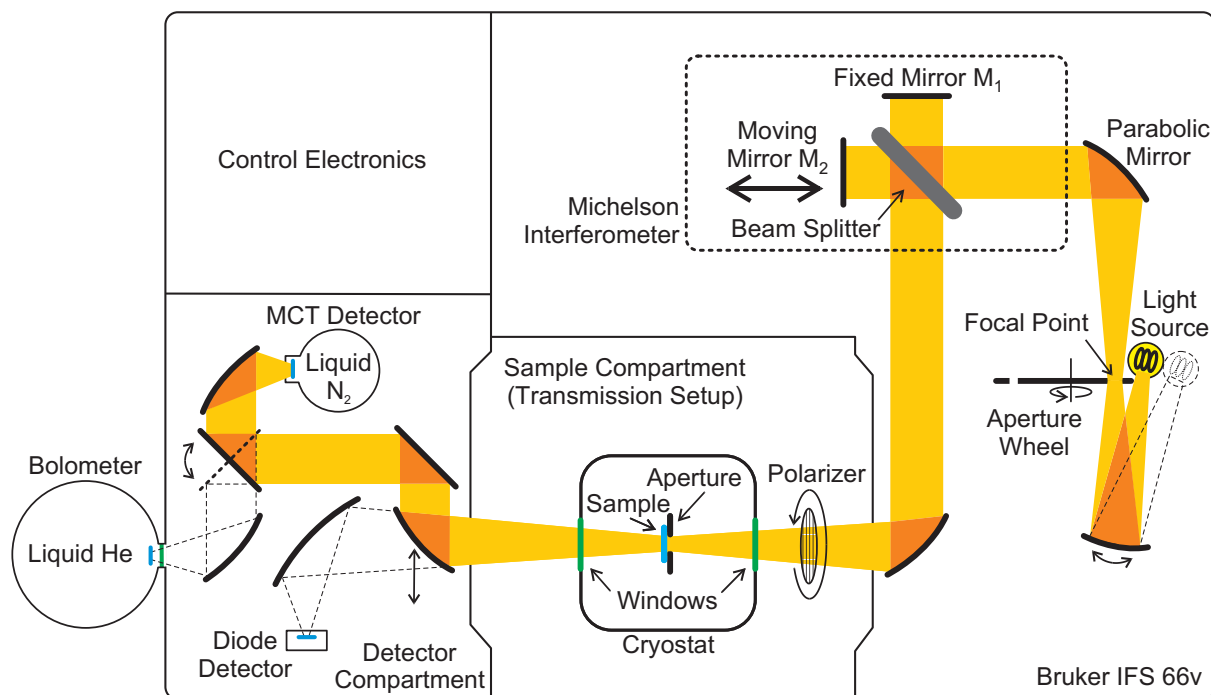 Fixed Mirror M1
Control Electronics
Moving
Mirror M2
Parabolic
Mirror
Michelson
Interferometer
Beam Splitter
MCT Detector
Liquid
N2
Focal Point
Light
Source
Sample Compartment
(Transmission Setup)
Aperture
Wheel
Bolometer
Liquid He
Aperture
Sample
Polarizer
Windows
Cryostat
Diode
Detector
Detector
Compartment
Bruker IFS 66v